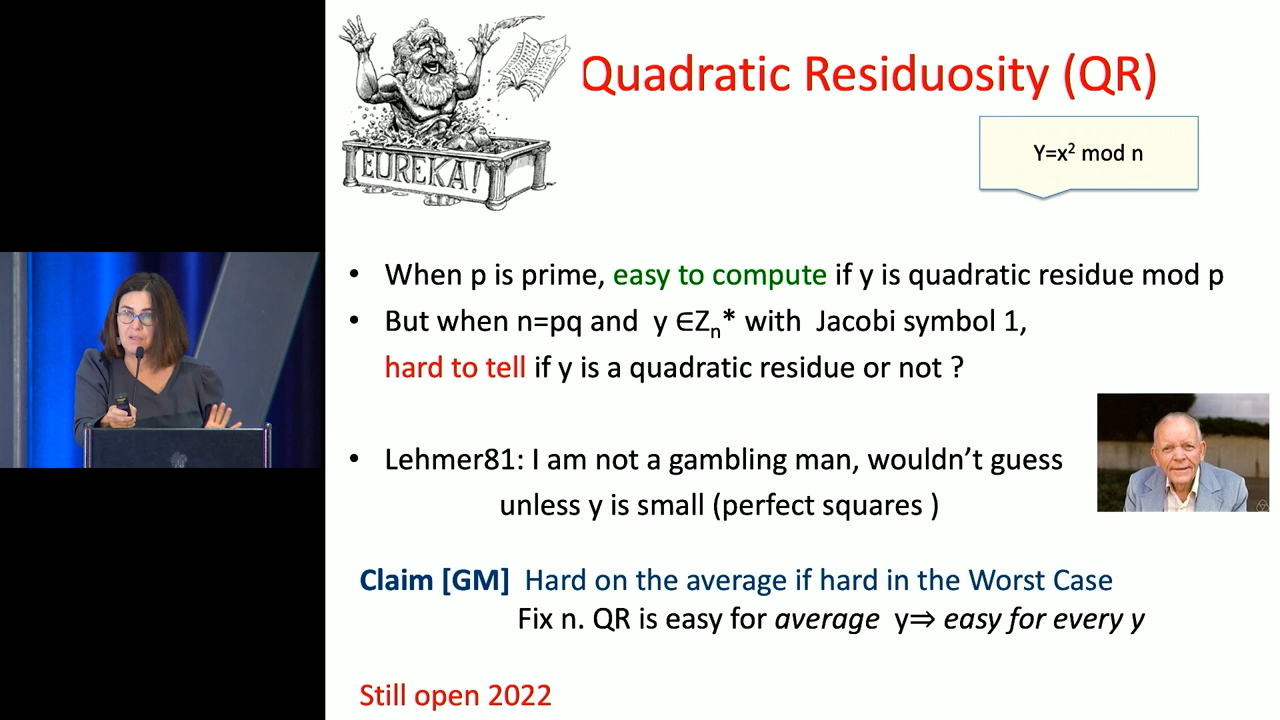 Quadratic Residuosity (QR)
EUREKA!
Y=x² mod n
• When p is prime, easy to compute if y is quadratic residue mod p
• But when n=pq and y ∈Zₙ* with Jacobi symbol 1,
hard to tell if y is a quadratic residue or not ?
• Lehmer81: I am not a gambling man, wouldn't guess
unless y is small (perfect squares )
Claim [GM] Hard on the average if hard in the Worst Case
Fix n. QR is easy for average y⇒ easy for every y
Still open 2022